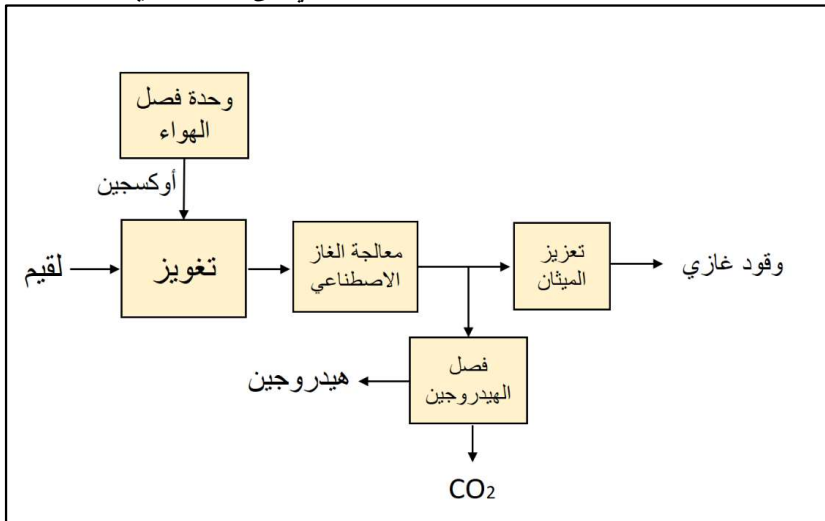 وحدة فصل
الهواء
أوكسجين
لقيم
تغويز
معالجة الغاز
الاصطناعي
تعزيز
الميثان
وقود غازي
فصل
الهيدروجين
هيدروجين
CO₂